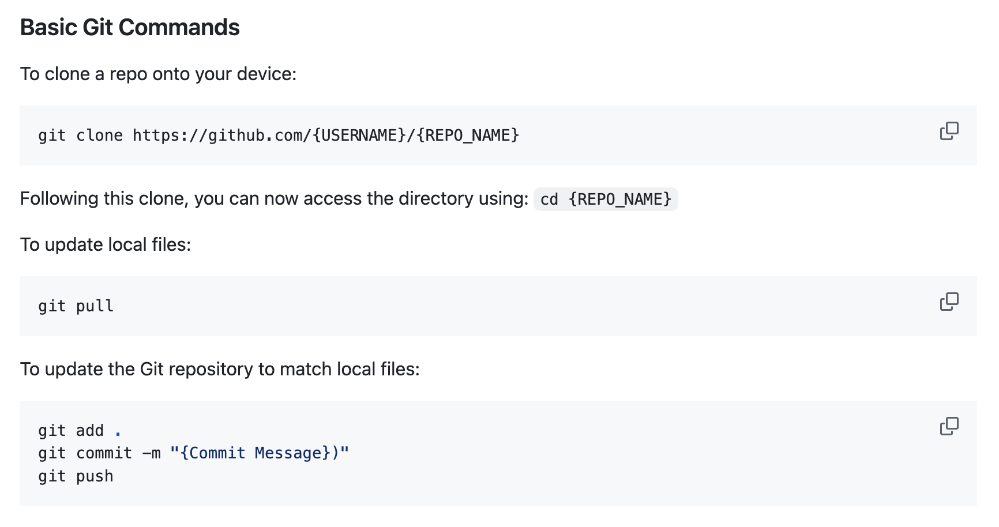 Basic Git Commands
To clone a repo onto your device:
git clone https://github.com/{USERNAME}/{REPO_NAME}
Following this clone, you can now access the directory using: cd {REPO_NAME}
To update local files:
git pull
To update the Git repository to match local files:
git add .
git commit -m "{Commit Message})"
git push